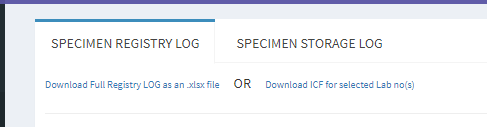 SPECIMEN REGISTRY LOG SPECIMEN STORAGE LOG
Download Full Registry LOG as an .xlsx file OR Download ICF for selected Lab no(s)